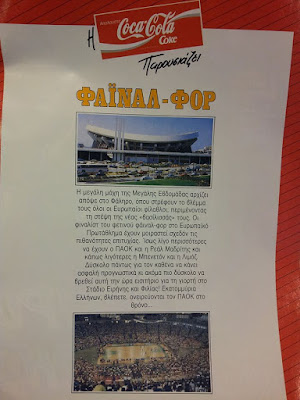 Η
Coca-Cola
COKE
Παρουσιάζει
ΦΑΪΝΑΛ-ΦΟΡ
Η μεγάλη μάχη της Μεγάλης Εβδομάδας αρχίζει
απόψε στο Φάληρο, όπου στρέφουν το βλέμμα
τους όλοι οι Ευρωπαίοι φίλαθλοι, περιμένοντας
τη στέψη της νέας «βασίλισσάς» τους. Οι
φιναλίστ του φετινού φάιναλ-φορ στο Ευρωπαϊκό
Πρωτάθλημα έχουν μοιραστεί σχεδόν τις
πιθανότητες επιτυχίας. Ίσως λίγο περισσότερες
να έχουν ο ΠΑΟΚ και η Ρεάλ Μαδρίτης και
κάπως λιγότερες η Μπενετόν και η Λιμόζ.
Δύσκολο πάντως για τον καθένα να κάνει
ασφαλή προγνωστικά κι ακόμα πιο δύσκολο να
βρεθεί αυτή την ώρα εισιτήριο για τη γιορτή στο
Στάδιο Ειρήνης και Φιλίας! Εκατομμύρια
Ελλήνων, βλέπετε, ονειρεύονται τον ΠΑΟΚ στο
θρόνο...